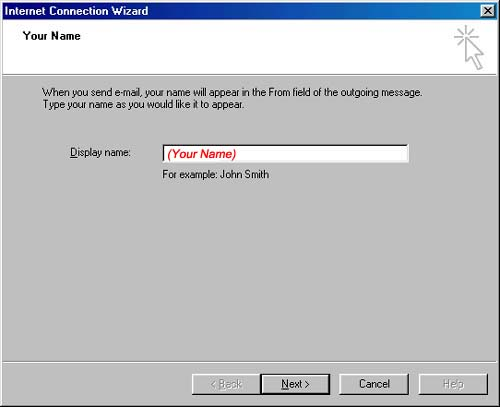 Internet Connection Wizard
Your Name
When you send e-mail, your name will appear in the From field of the outgoing message.
Type your name as you would like it to appear.
Display name: (Your Name)
For example: John Smith
< Back Next > Cancel Help